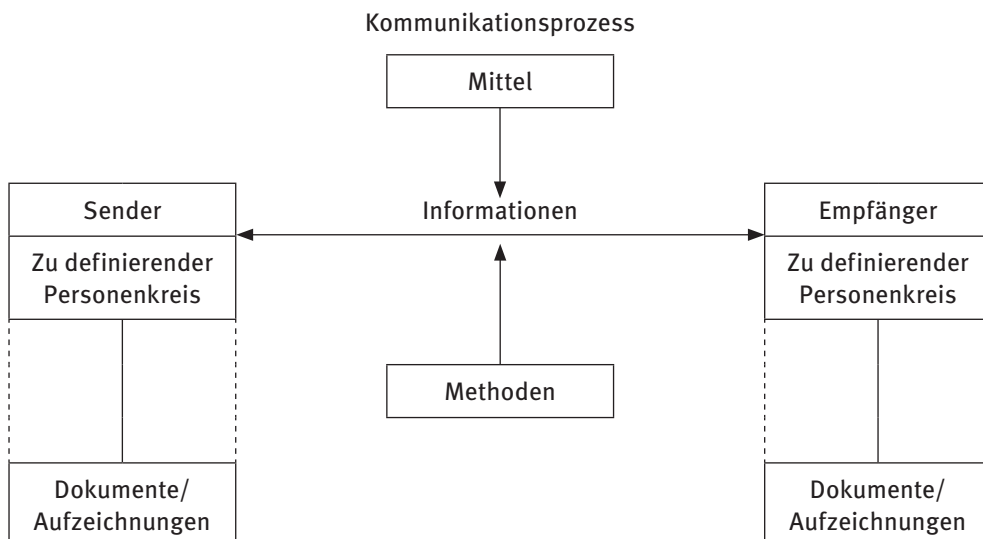 Kommunikationsprozess
Mittel
Sender
Informationen
Empfänger
Zu definierender
Personenkreis
Zu definierender
Personenkreis
Methoden
Dokumente/
Aufzeichnungen
Dokumente/
Aufzeichnungen